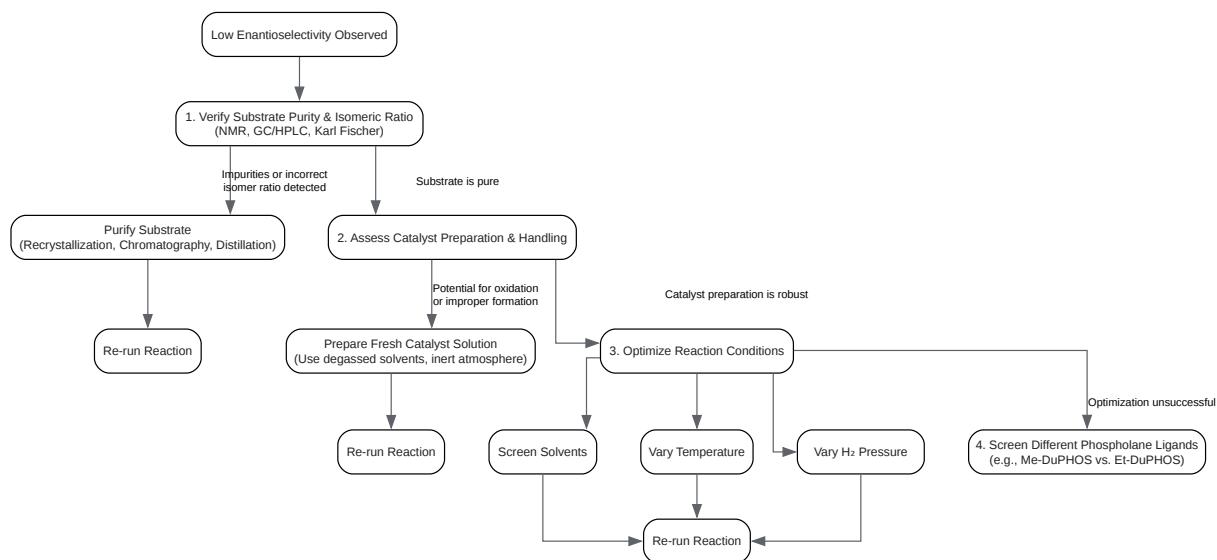 Low Enantioselectivity Observed
1. Verify Substrate Purity & Isomeric Ratio
(NMR, GC/HPLC, Karl Fischer)
Impurities or incorrect
isomer ratio detected
Substrate is pure
Purify Substrate
(Recrystallization, Chromatography, Distillation)
2. Assess Catalyst Preparation & Handling
Potential for oxidation
or improper formation
Catalyst preparation is robust
Re-run Reaction
Prepare Fresh Catalyst Solution
(Use degassed solvents, inert atmosphere)
3. Optimize Reaction Conditions
Optimization unsuccessful
Re-run Reaction
Screen Solvents
Vary Temperature
Vary H₂ Pressure
4. Screen Different Phospholane Ligands
(e.g., Me-DuPHOS vs. Et-DuPHOS)
Re-run Reaction